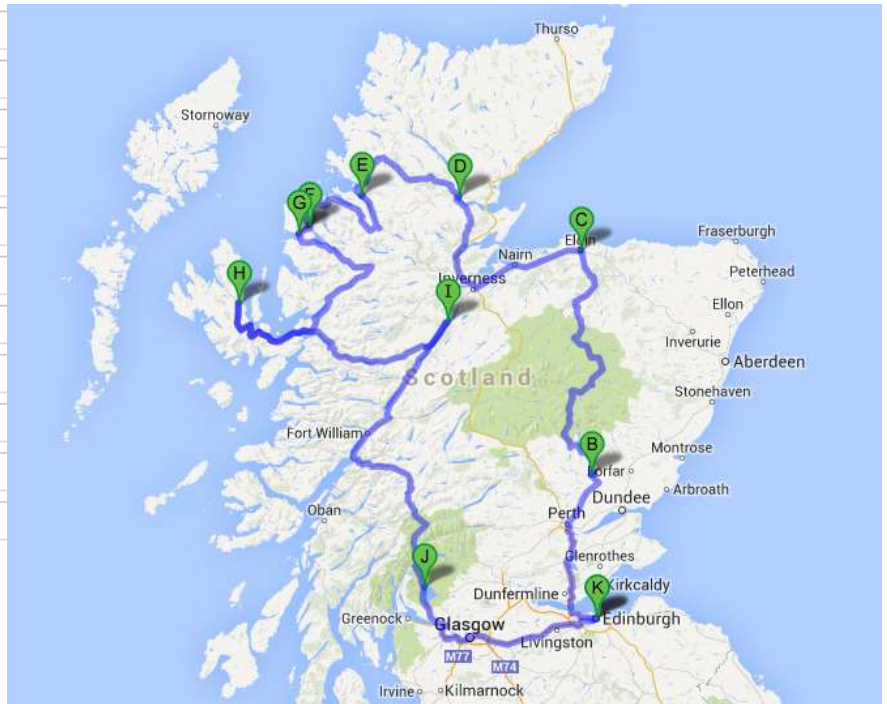 Thurso
Stornoway
E
D
F
G
C
Elgin
Fraserburgh
Nairn
Peterhead
H
Inverness
I
Ellon
Inverurie
Aberdeen
Scotland
Stonehaven
Fort William
B
Montrose
Forfar
Arbroath
Dundee
Oban
Perth
J
Glenrothes
K
Kirkcaldy
Dunfermline
Greenock
Glasgow
Edinburgh
Livingston
M77
M74
Irvine
Kilmarnock